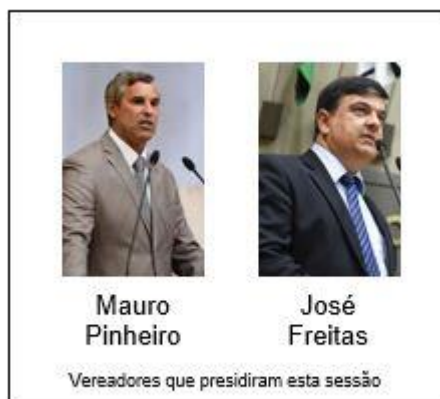 Mauro
Pinheiro
José
Freitas
Vereadores que presidiram esta sessão